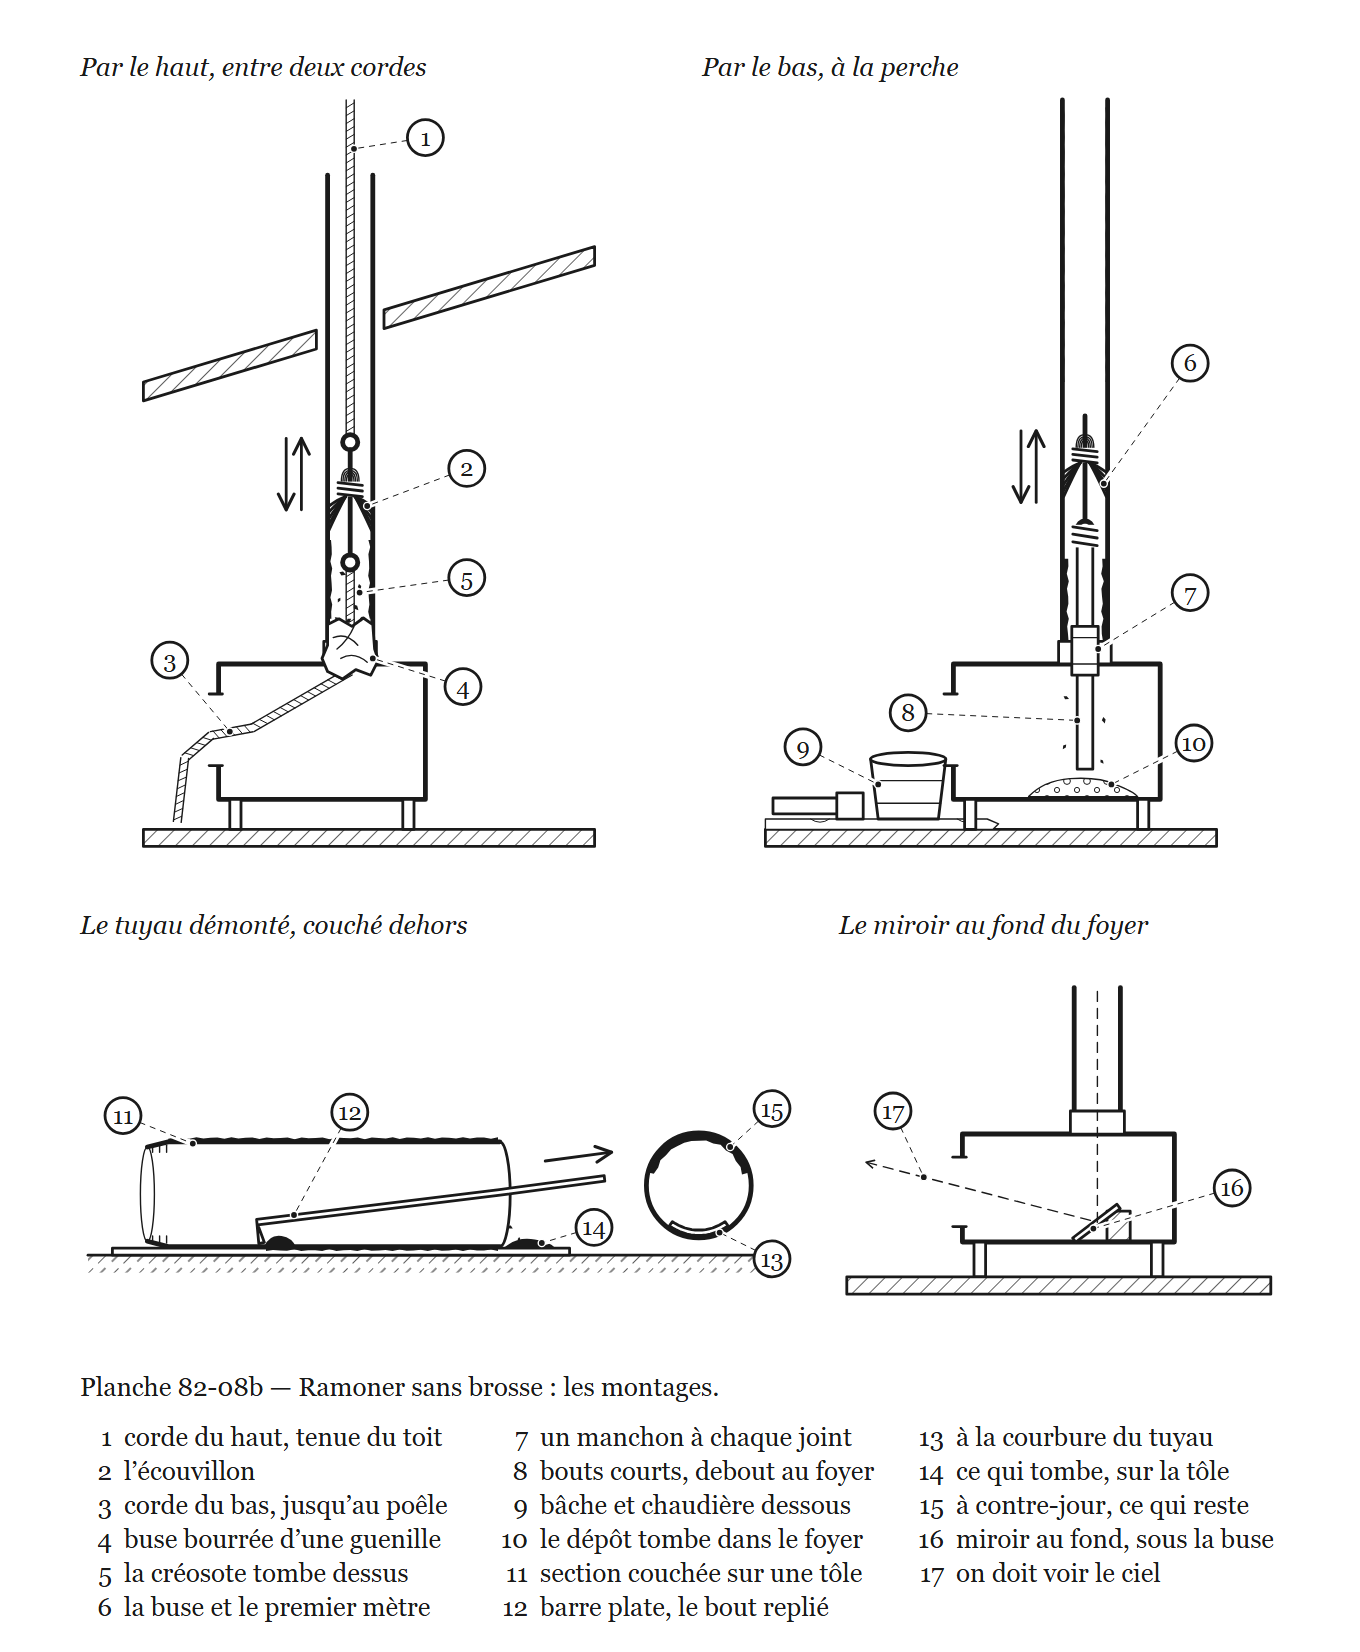 Par le haut, entre deux cordes
Par le bas, à la perche
1
2
3
4
5
6
7
8
9
10
Le tuyau démonté, couché dehors
Le miroir au fond du foyer
11
12
13
14
15
16
17
Planche 82-08b — Ramoner sans brosse : les montages.
1 corde du haut, tenue du toit
2 l’écouvillon
3 corde du bas, jusqu’au poêle
4 buse bourrée d’une guenille
5 la créosote tombe dessus
6 la buse et le premier mètre
7 un manchon à chaque joint
8 bouts courts, debout au foyer
9 bâche et chaudière dessous
10 le dépôt tombe dans le foyer
11 section couchée sur une tôle
12 barre plate, le bout replié
13 à la courbure du tuyau
14 ce qui tombe, sur la tôle
15 à contre-jour, ce qui reste
16 miroir au fond, sous la buse
17 on doit voir le ciel